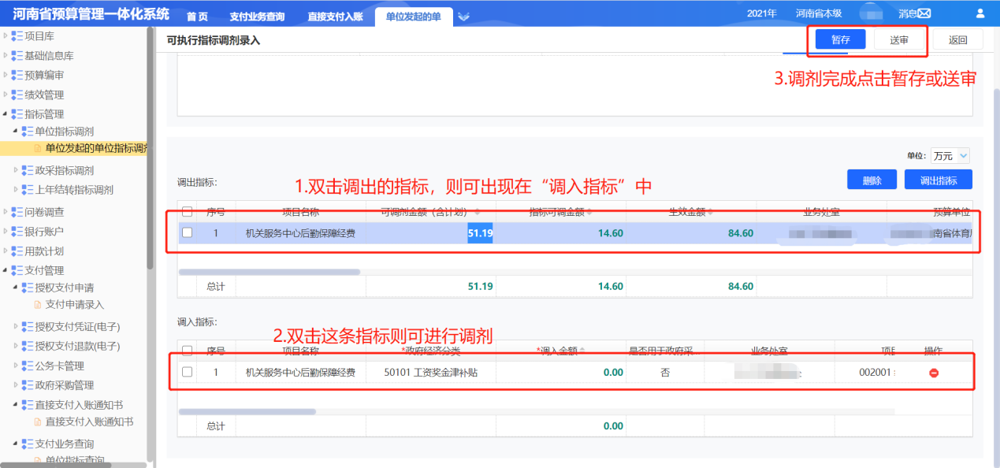 河南省预算管理一体化系统 首页 支付业务查询 直接支付入账 单位发起的单 2021年 河南省本级 消息
项目库
基础信息库
预算编审
绩效管理
指标管理
单位指标调剂
单位发起的单位指标调剂
政采指标调剂
上年结转指标调剂
问卷调查
银行账户
用款计划
支付管理
授权支付申请
支付申请录入
授权支付凭证(电子)
授权支付退款(电子)
公务卡管理
政府采购管理
直接支付入账通知书
直接支付入账通知书
支付业务查询
单位指标查询
可执行指标调剂录入 暂存 送审 返回
3.调剂完成点击暂存或送审
单位: 万元
调出指标: 删除 调出指标
1.双击调出的指标，则可出现在“调入指标”中
序号 项目名称 可调剂金额（含计划） 指标可调金额 生效金额 业务处室 预算单位
1 机关服务中心后勤保障经费 51.19 14.60 84.60 南省体育
总计 51.19 14.60 84.60
调入指标:
2.双击这条指标则可进行调剂
序号 项目名称 *政府经济分类 *调入金额 是否用于政府采... 业务处室 项目 操作
1 机关服务中心后勤保障经费 50101 工资奖金津补贴 0.00 否 002001
总计 0.00